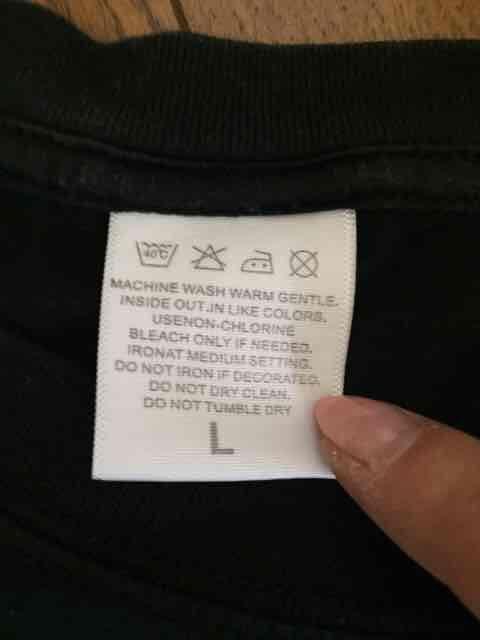 40°C
MACHINE WASH WARM GENTLE.
INSIDE OUT.IN LIKE COLORS.
USENON-CHLORINE
BLEACH ONLY IF NEEDED.
IRONAT MEDIUM SETTING.
DO NOT IRON IF DECORATED.
DO NOT DRY CLEAN.
DO NOT TUMBLE DRY
L